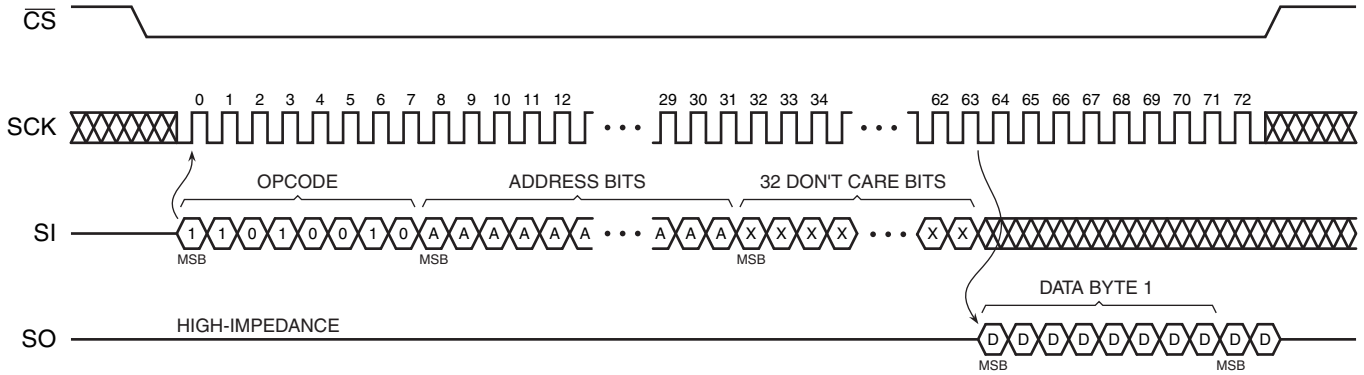 CS
0 1 2 3 4 5 6 7 8 9 10 11 12 29 30 31 32 33 34 62 63 64 65 66 67 68 69 70 71 72
SCK
OPCODE ADDRESS BITS 32 DON'T CARE BITS
SI 1 1 0 1 0 0 1 0 A A A A A A A A A X X X X X X
MSB MSB MSB
DATA BYTE 1
HIGH-IMPEDANCE
SO D D D D D D D D D D
MSB MSB